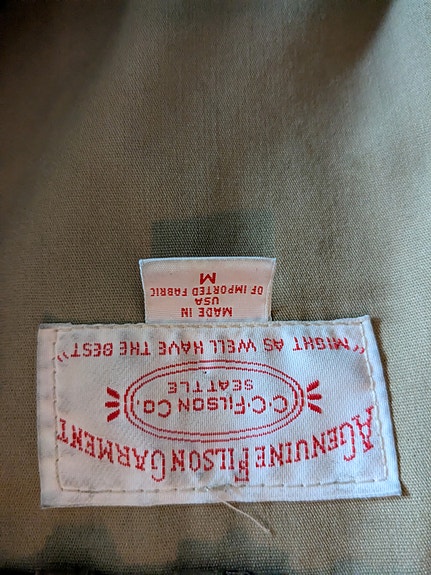 A GENUINE FILSON GARMENT
C·C·FILSON CO.
SEATTLE
"MIGHT AS WELL HAVE THE BEST"
MADE IN
USA
OF IMPORTED FABRIC
M